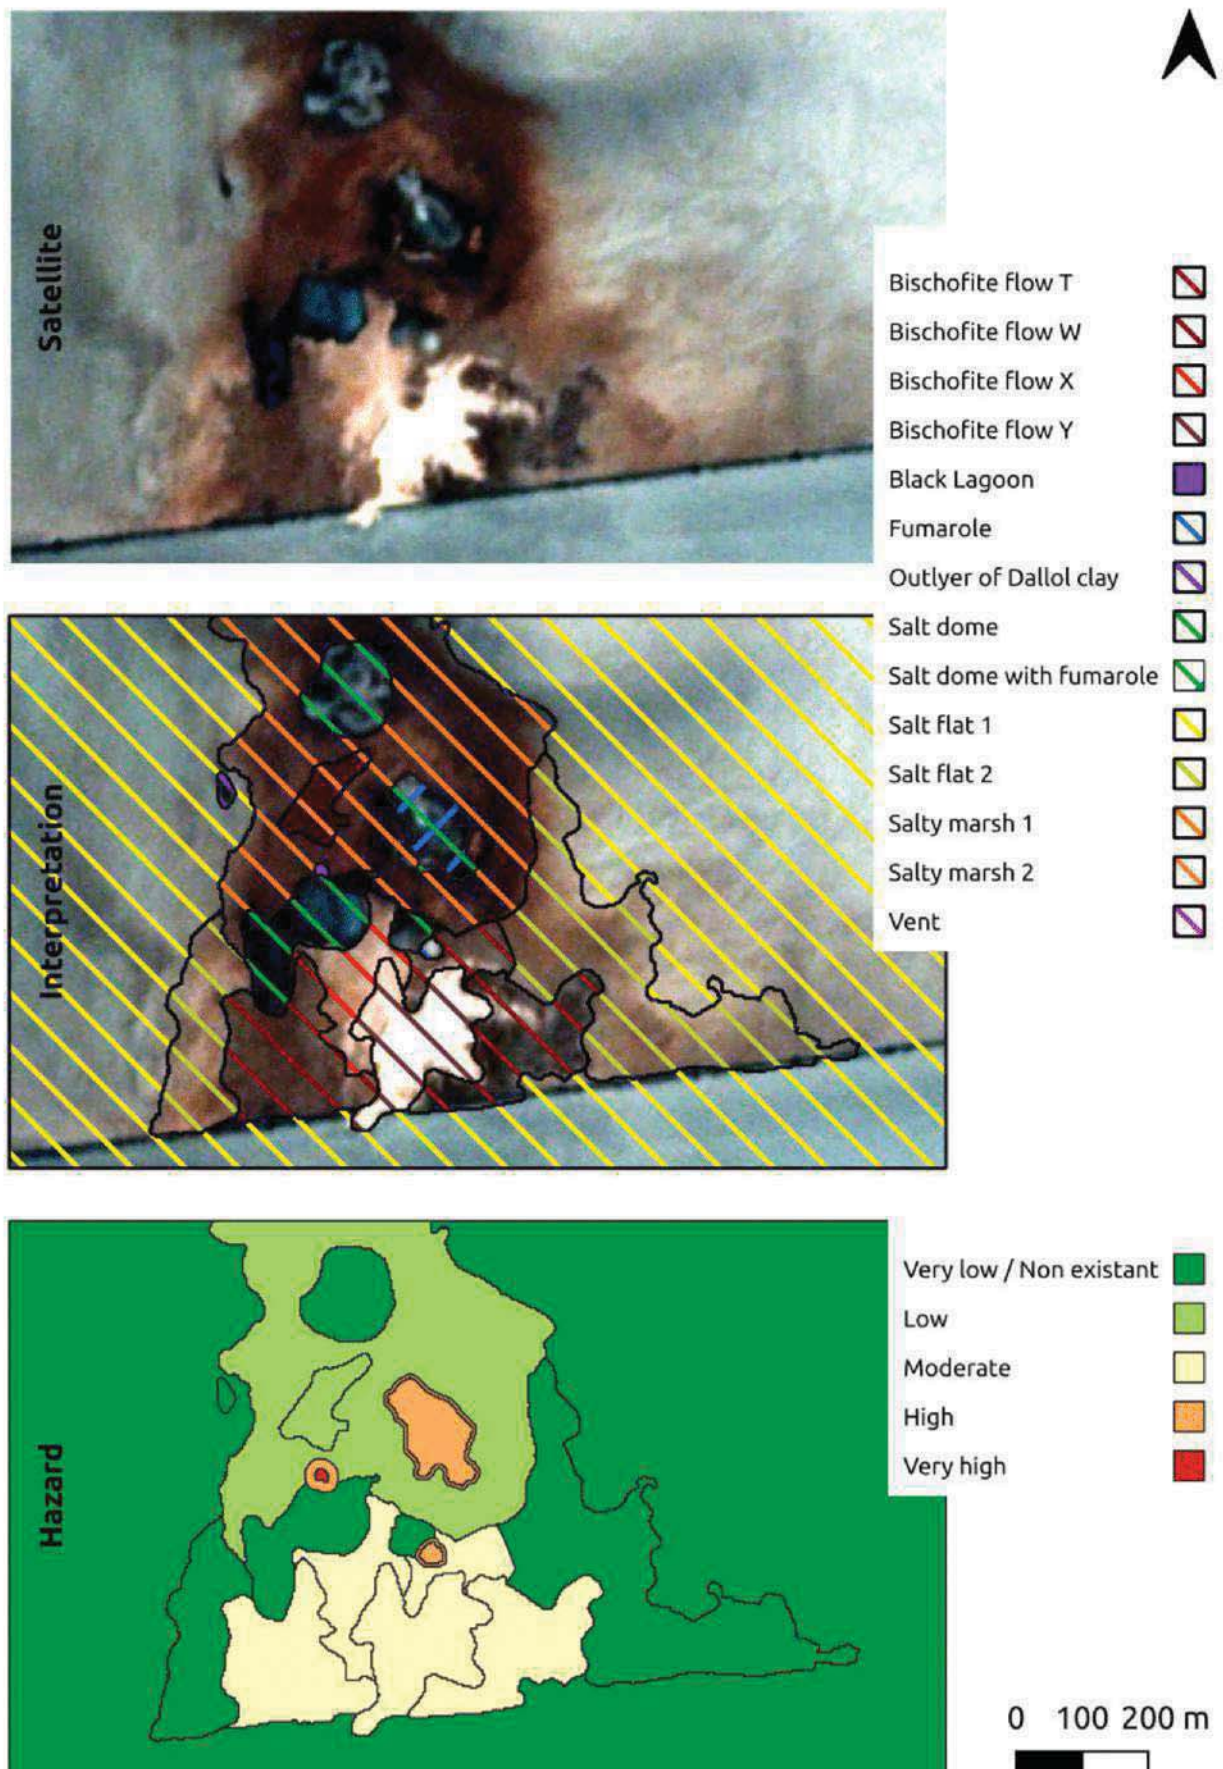 Satellite
Bischofite flow T
Bischofite flow W
Bischofite flow X
Bischofite flow Y
Black Lagoon
Fumarole
Outlyer of Dallol clay
Salt dome
Salt dome with fumarole
Salt flat 1
Salt flat 2
Salty marsh 1
Salty marsh 2
Vent
Interpretation
Very low / Non existant
Low
Moderate
High
Very high
Hazard
0 100 200 m